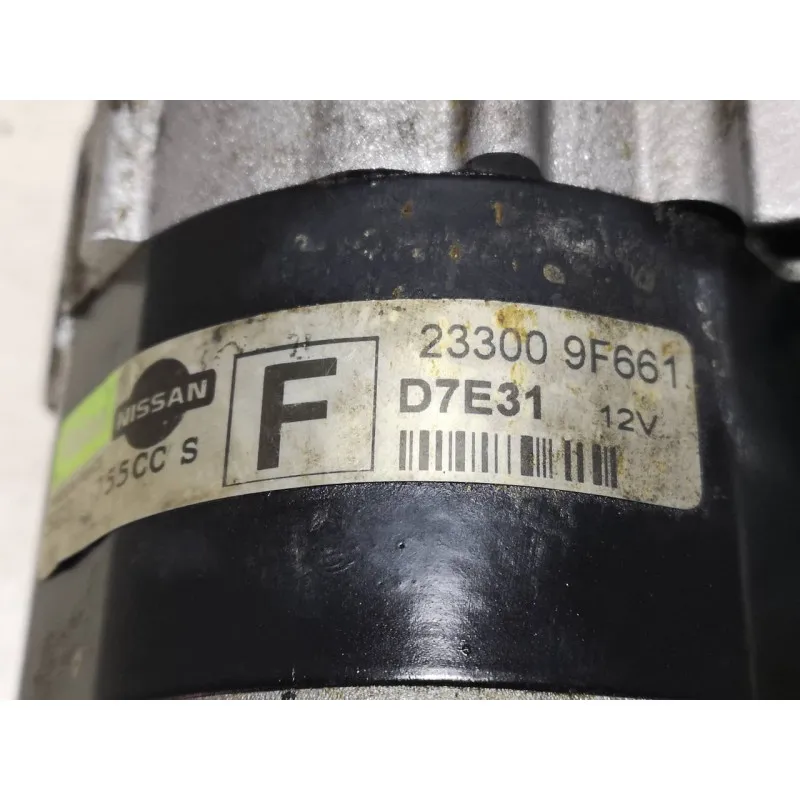 NISSAN
55CC S
F
23300 9F661
D7E31 12V